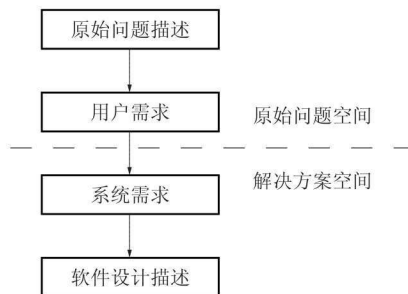 原始问题描述
用户需求
原始问题空间
解决方案空间
系统需求
软件设计描述